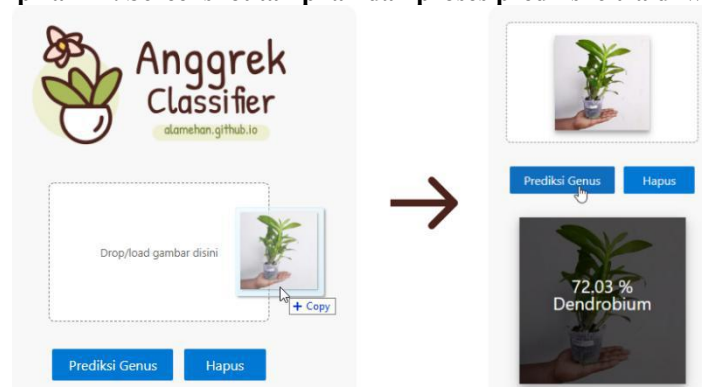 Anggrek
Classifier
alamehan.github.io
Drop/load gambar disini
+ Copy
Prediksi Genus
Hapus
Prediksi Genus
Hapus
72.03 %
Dendrobium